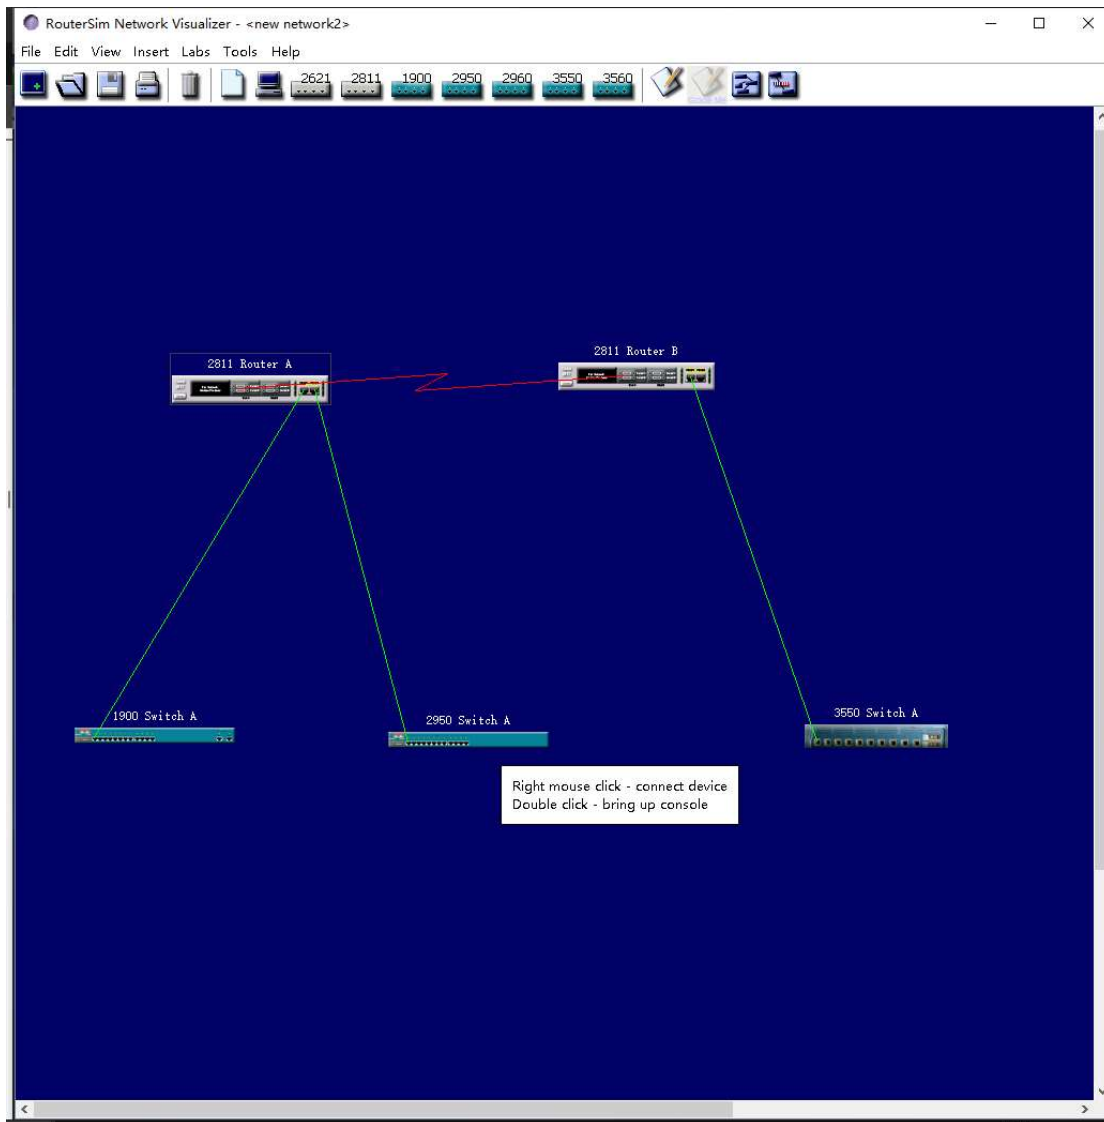 RouterSim Network Visualizer - <new network2>
File Edit View Insert Labs Tools Help
2621 2811 1900 2950 2960 3550 3560
2811 Router A
2811 Router B
1900 Switch A
2950 Switch A
3550 Switch A
Right mouse click - connect device
Double click - bring up console